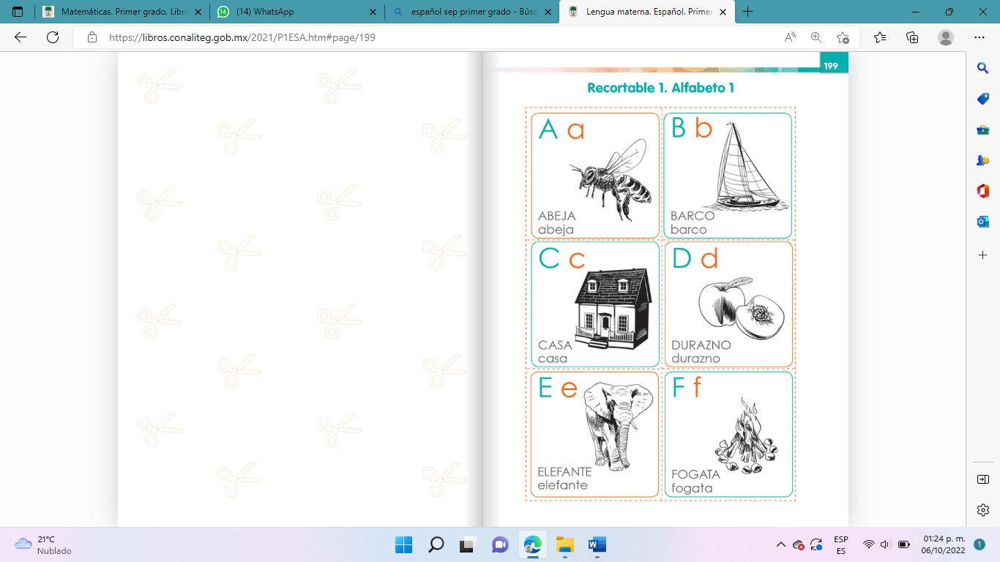 Matemáticas. Primer grado. Libro
(14) WhatsApp
español sep primer grado - Búsq
Lengua materna. Español. Primer
https://libros.conaliteg.gob.mx/2021/P1ESA.htm#page/199
199
Recortable 1. Alfabeto 1
A a
ABEJA
abeja
B b
BARCO
barco
C c
CASA
casa
D d
DURAZNO
durazno
E e
ELEFANTE
elefante
F f
FOGATA
fogata
21°C
Nublado
ESP
ES
01:24 p. m.
06/10/2022
1